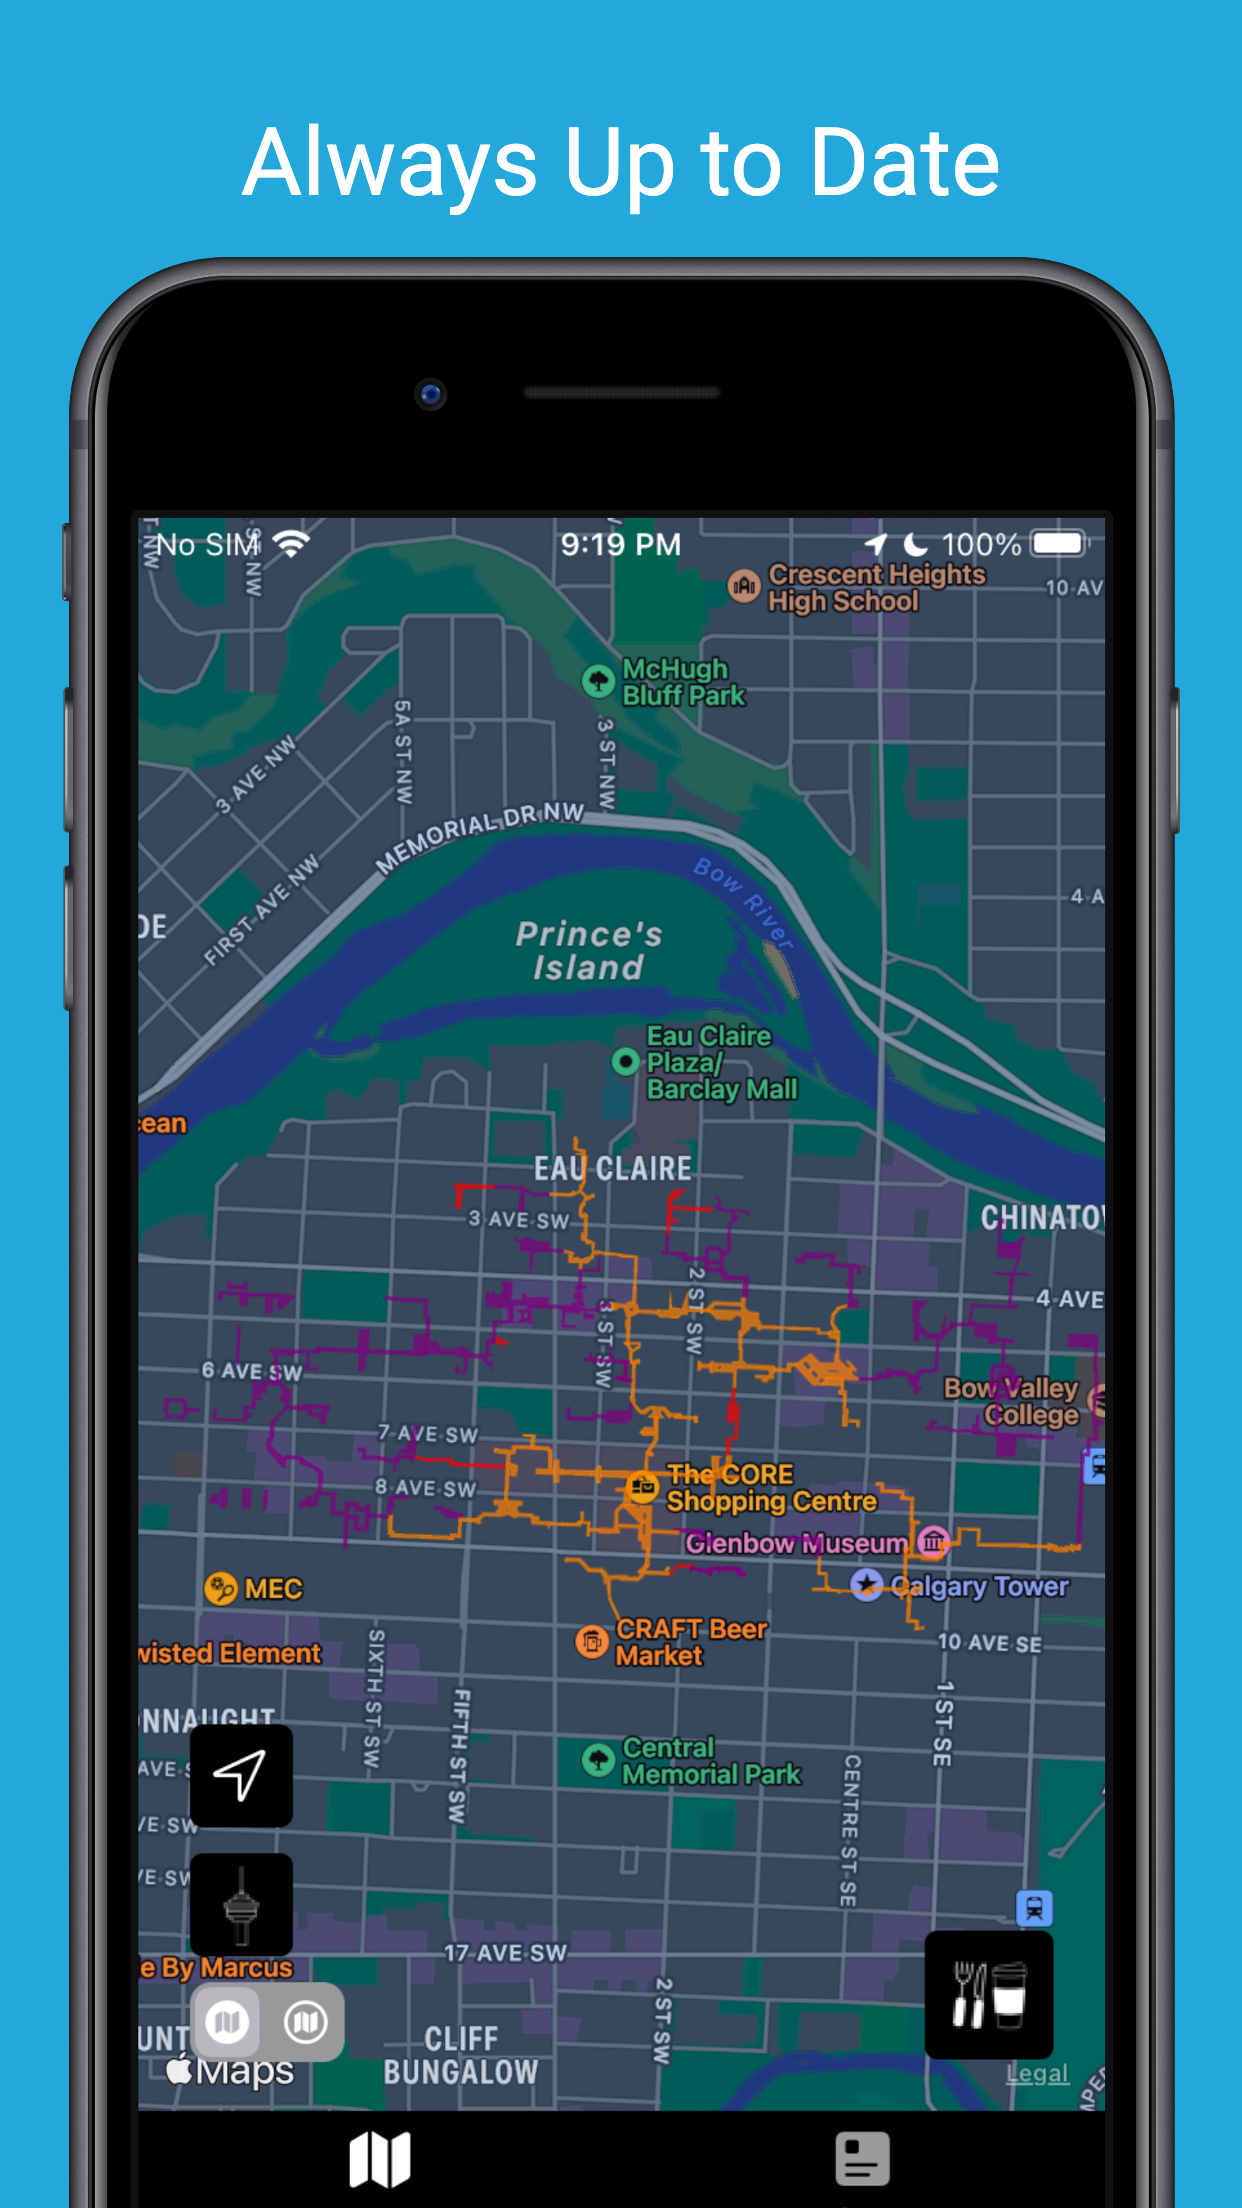 Always Up to Date
No SIM
9:19 PM
100%
ST NW
Crescent Heights
High School
10 AV
McHugh
Bluff Park
5A ST NW
3 ST NW
3 AVE NW
MEMORIAL DR NW
Bow River
FIRST AVE NW
4 A
DE
Prince's
Island
Eau Claire
Plaza/
Barclay Mall
cean
EAU CLAIRE
3 AVE SW
CHINATO
2 ST SW
4 AVE
3 ST SW
6 AVE SW
Bow Valley
College
7 AVE SW
8 AVE SW
The CORE
Shopping Centre
Glenbow Museum
MEC
Calgary Tower
CRAFT Beer
Market
10 AVE SE
wisted Element
SIXTH ST SW
FIFTH ST SW
1 ST SE
NNAUGHT
Central
Memorial Park
AVE S
CENTRE ST SE
VE SW
VE SW
17 AVE SW
e By Marcus
2 ST SW
UNT
CLIFF
BUNGALOW
Maps
Legal